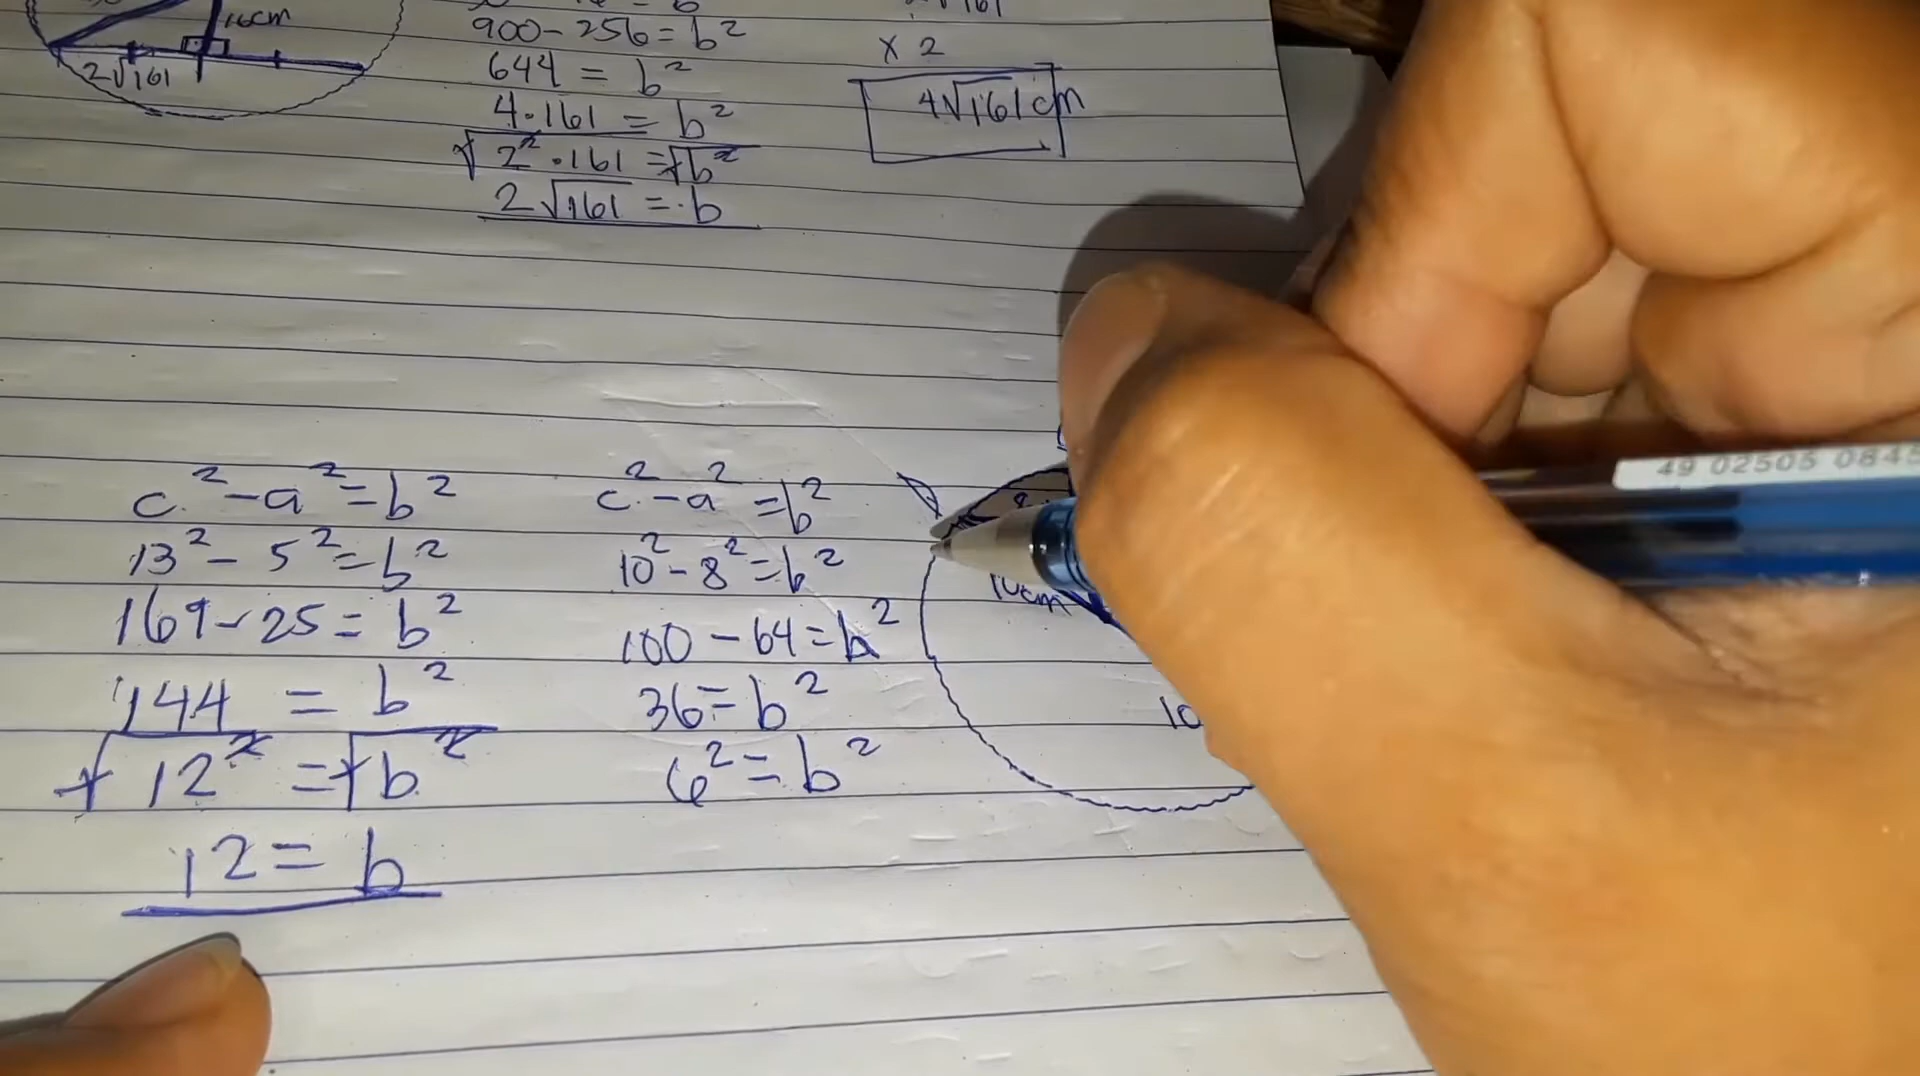 16cm
2√161
900-256=b²
644 = b²
4·161 = b²
√2²·161 = √b²
2√161 = b
x 2
4√161 cm
c²-a²=b²
13²-5²=b²
169-25=b²
144 = b²
√12² = √b²
12 = b
c²-a²=b²
10²-8²=b²
100-64=b²
36=b²
6²=b²
8
10cm
10
49 02505 0845